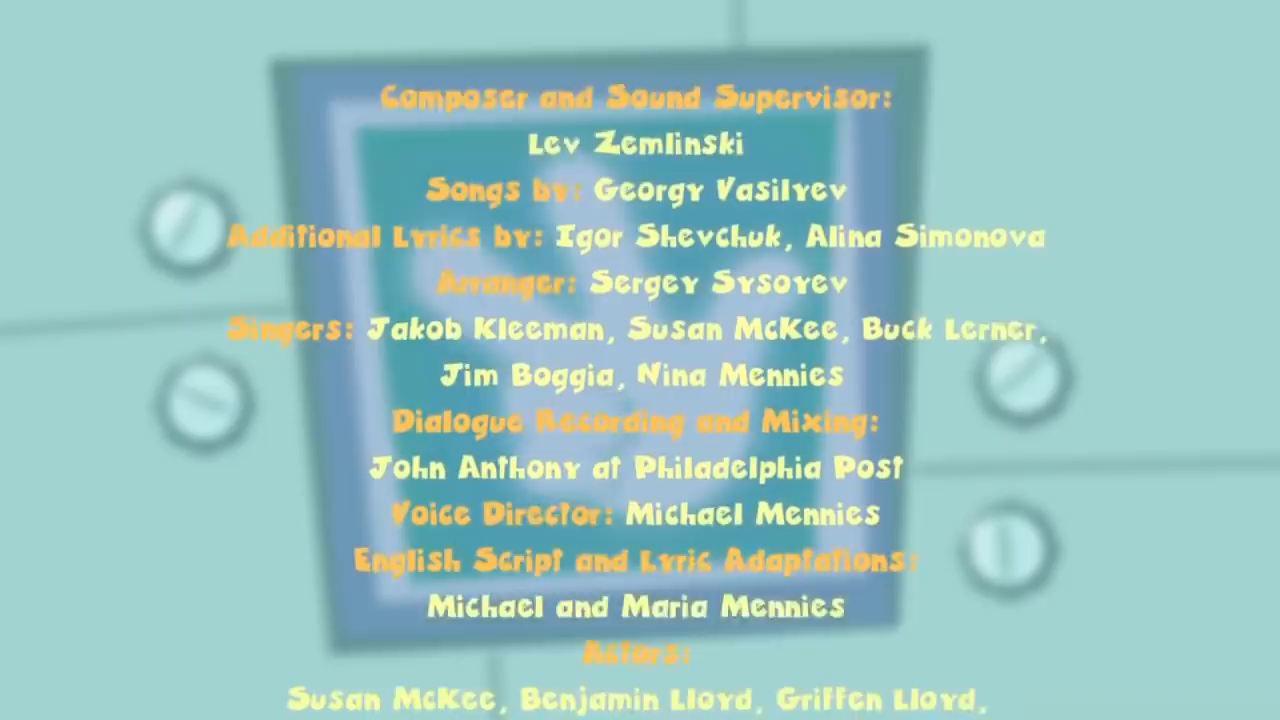 Composer and Sound Supervisor:
Lev Zemlinski
Songs by: Georgy Vasilyev
Additional Lyrics by: Igor Shevchuk, Alina Simonova
Arranger: Sergey Sysoyev
Singers: Jakob Kleeman, Susan McKee, Buck Lerner,
Jim Boggia, Nina Mennies
Dialogue Recording and Mixing:
John Anthony at Philadelphia Post
Voice Director: Michael Mennies
English Script and Lyric Adaptations:
Michael and Maria Mennies
Actors:
Susan McKee, Benjamin Lloyd, Griffen Lloyd,